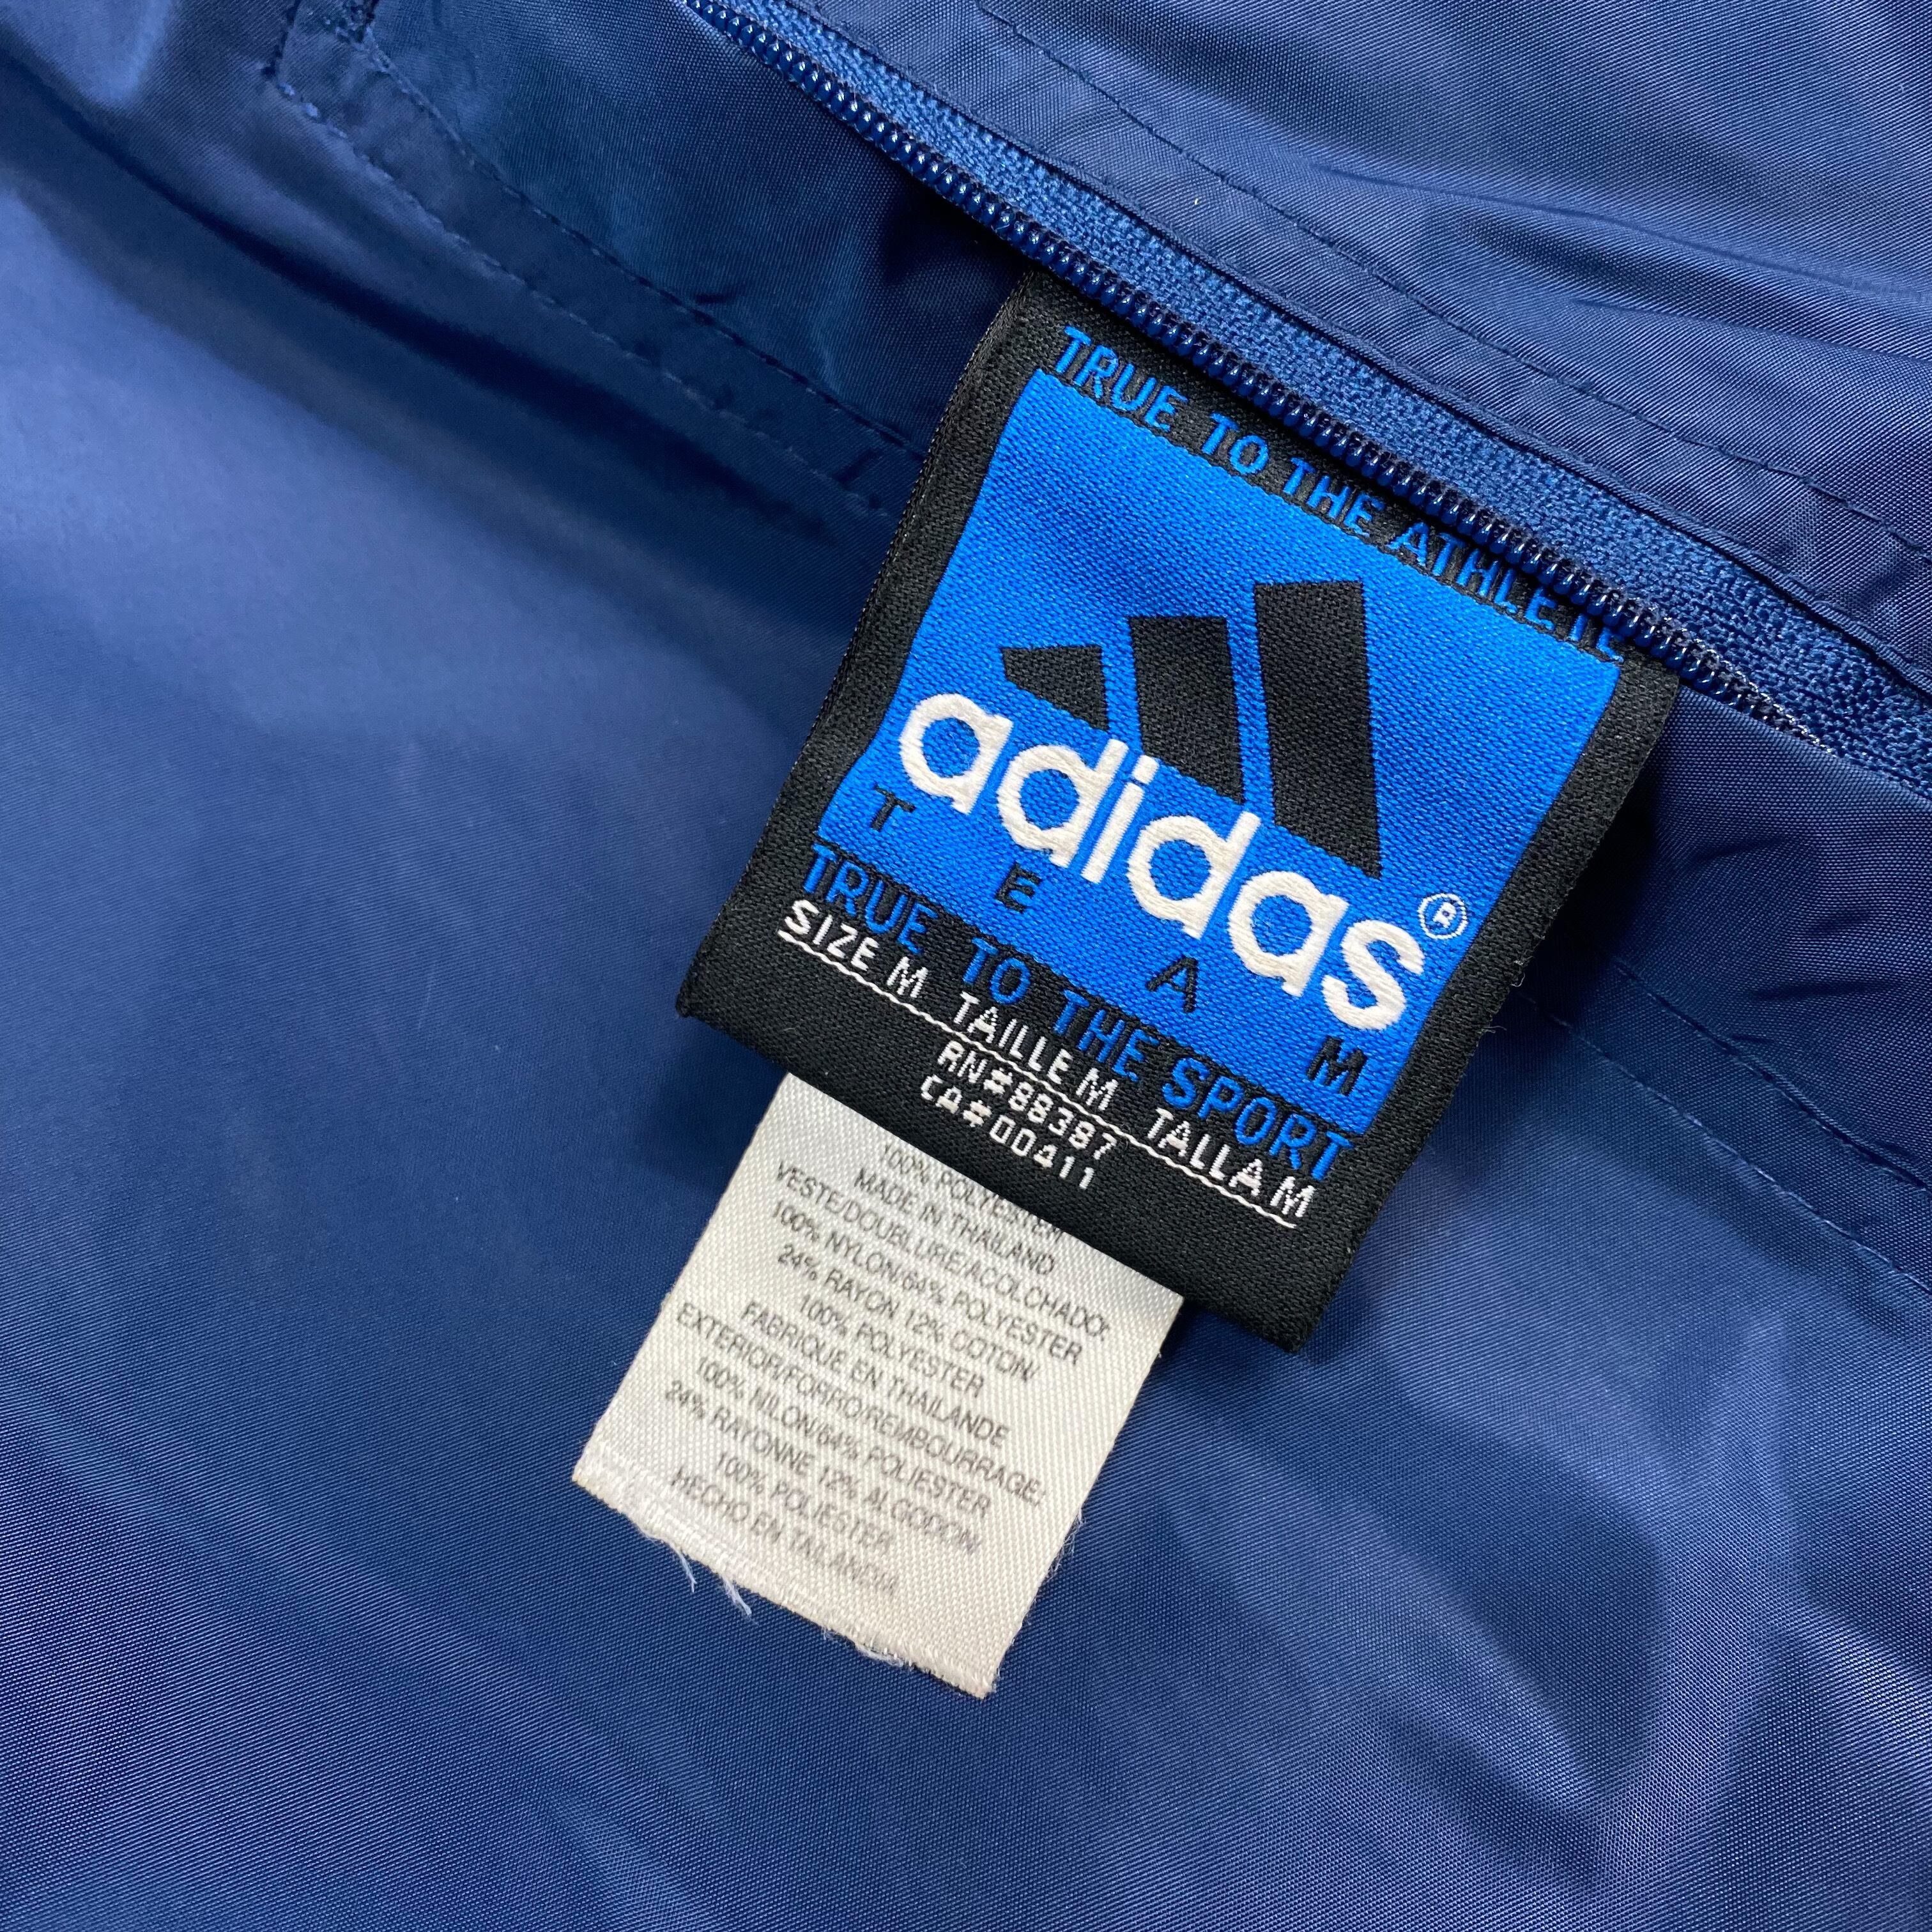 TRUE TO THE ATHLETE
adidas®
TEAM
TRUE TO THE SPORT
SIZE M TAILLE M TALLA M
RN#88387
CA#00411
100% POLYESTER
MADE IN THAILAND
VESTE/DOUBLURE/ACOLCHADO:
100% NYLON/64% POLYESTER
24% RAYON 12% COTON/
100% POLYESTER
FABRIQUE EN THAILANDE
EXTERIOR/FORRO/REMBOURRAGE:
100% NILON/64% POLIESTER
24% RAYONNE 12% ALGODON/
100% POLIESTER
HECHO EN TAILANDIA